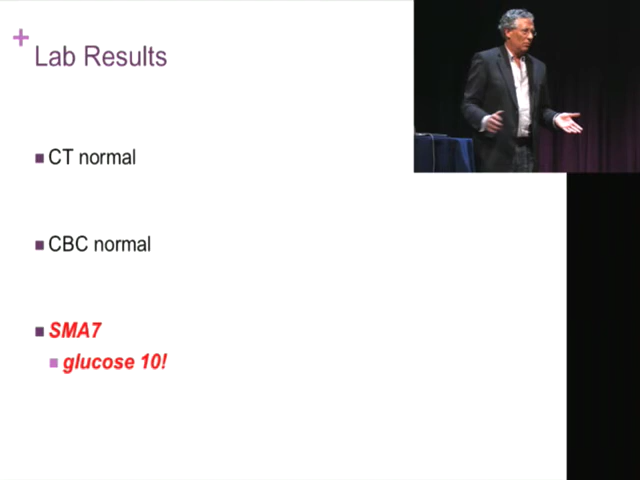 Lab Results
CT normal
CBC normal
SMA7
glucose 10!